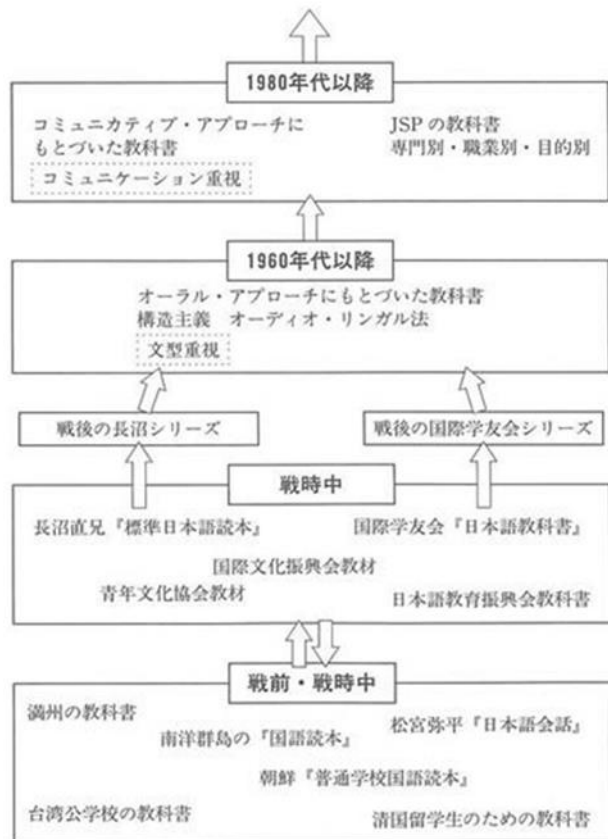 1980年代以降
コミュニカティブ・アプローチに
もとづいた教科書
コミュニケーション重視
JSPの教科書
専門別・職業別・目的別
1960年代以降
オーラル・アプローチにもとづいた教科書
構造主義 オーディオ・リンガル法
文型重視
戦後の長沼シリーズ
戦後の国際学友会シリーズ
戦時中
長沼直兄『標準日本語読本』
国際学友会『日本語教科書』
国際文化振興会教材
青年文化協会教材
日本語教育振興会教科書
戦前・戦時中
満州の教科書
松宮弥平『日本語会話』
南洋群島の『国語読本』
朝鮮『普通学校国語読本』
台湾公学校の教科書
清国留学生のための教科書